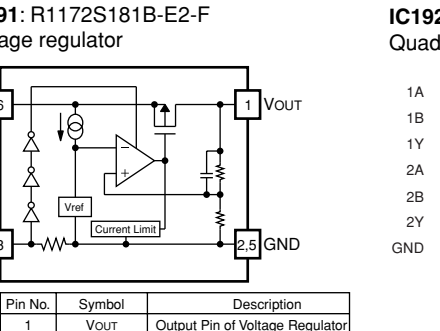 91: R1172S181B-E2-F
age regulator
6
1
VOUT
Vref
Current Limit
3
2,5
GND
Pin No. Symbol Description
1 VOUT Output Pin of Voltage Regulator
IC192
Quad
1A
1B
1Y
2A
2B
2Y
GND